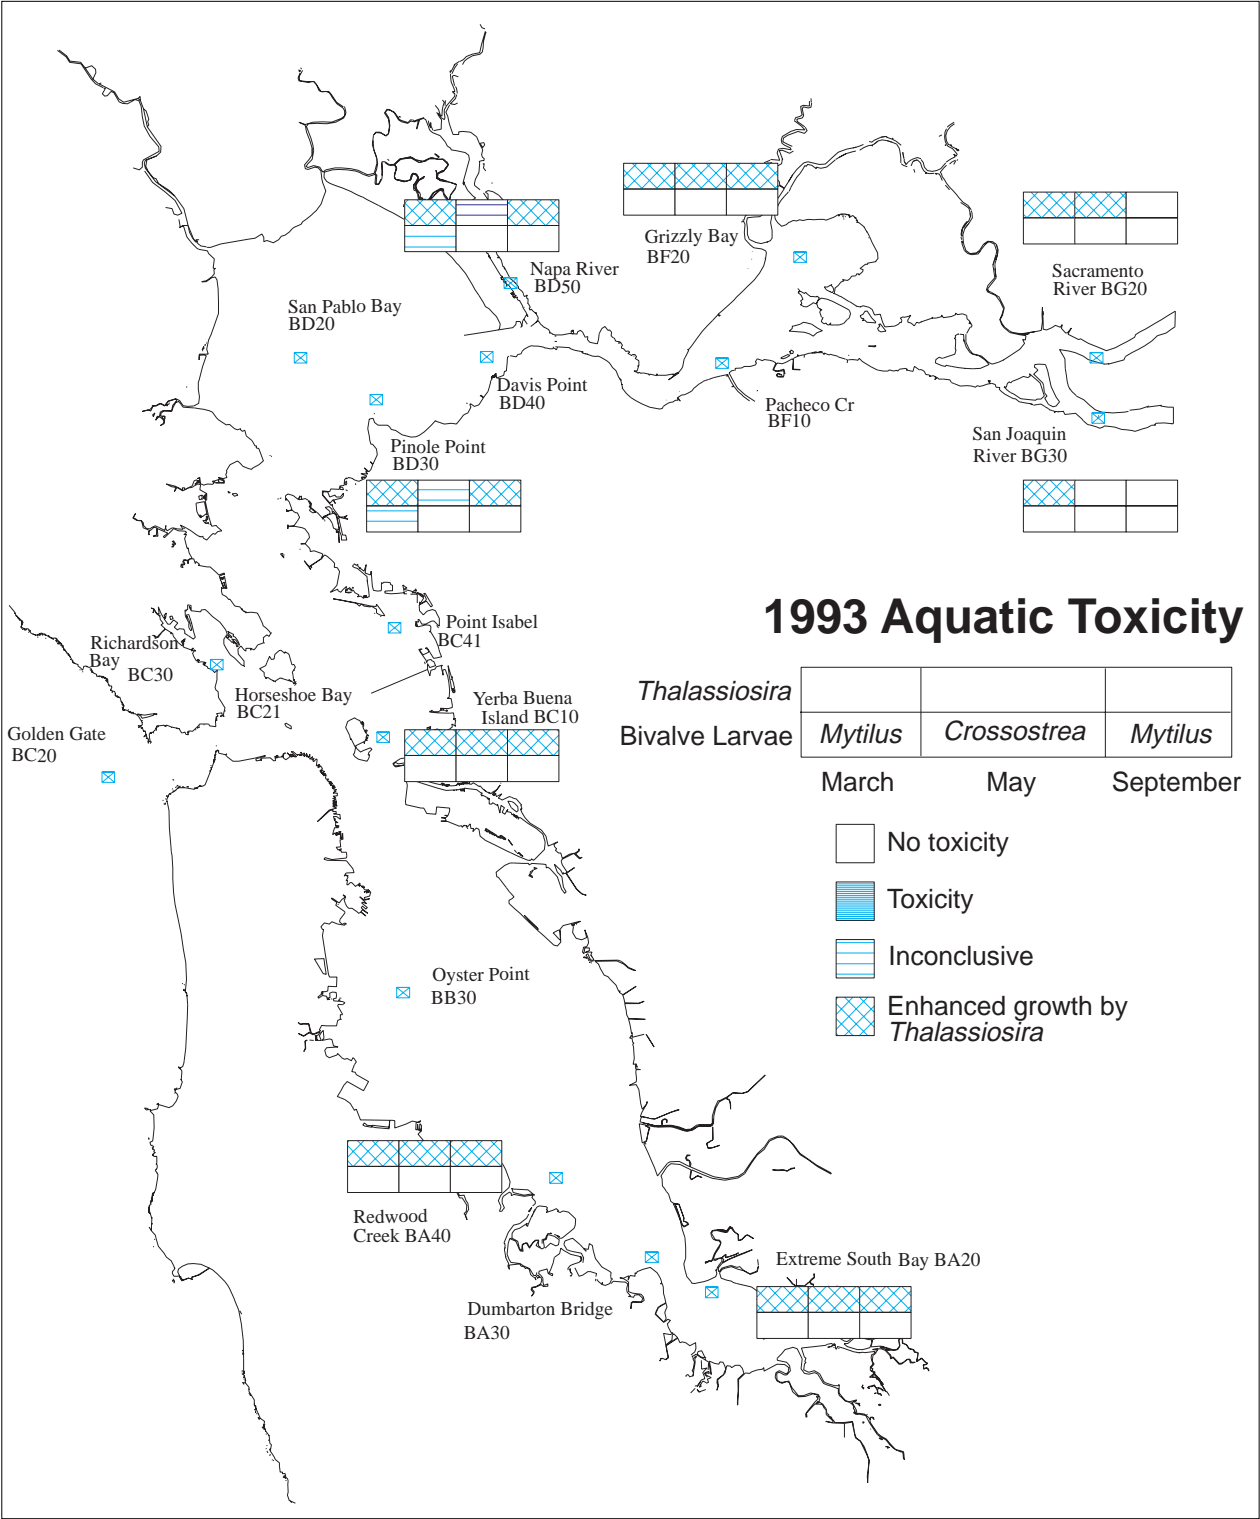 Grizzly Bay
BF20
Sacramento
River BG20
Napa River
BD50
San Pablo Bay
BD20
Davis Point
BD40
Pacheco Cr
BF10
San Joaquin
River BG30
Pinole Point
BD30
1993 Aquatic Toxicity
Point Isabel
BC41
Richardson
Bay
BC30
Horseshoe Bay
BC21
Yerba Buena
Island BC10
Golden Gate
BC20
Thalassiosira
Bivalve Larvae Mytilus Crossostrea Mytilus
March May September
No toxicity
Toxicity
Inconclusive
Enhanced growth by
Thalassiosira
Oyster Point
BB30
Redwood
Creek BA40
Extreme South Bay BA20
Dumbarton Bridge
BA30